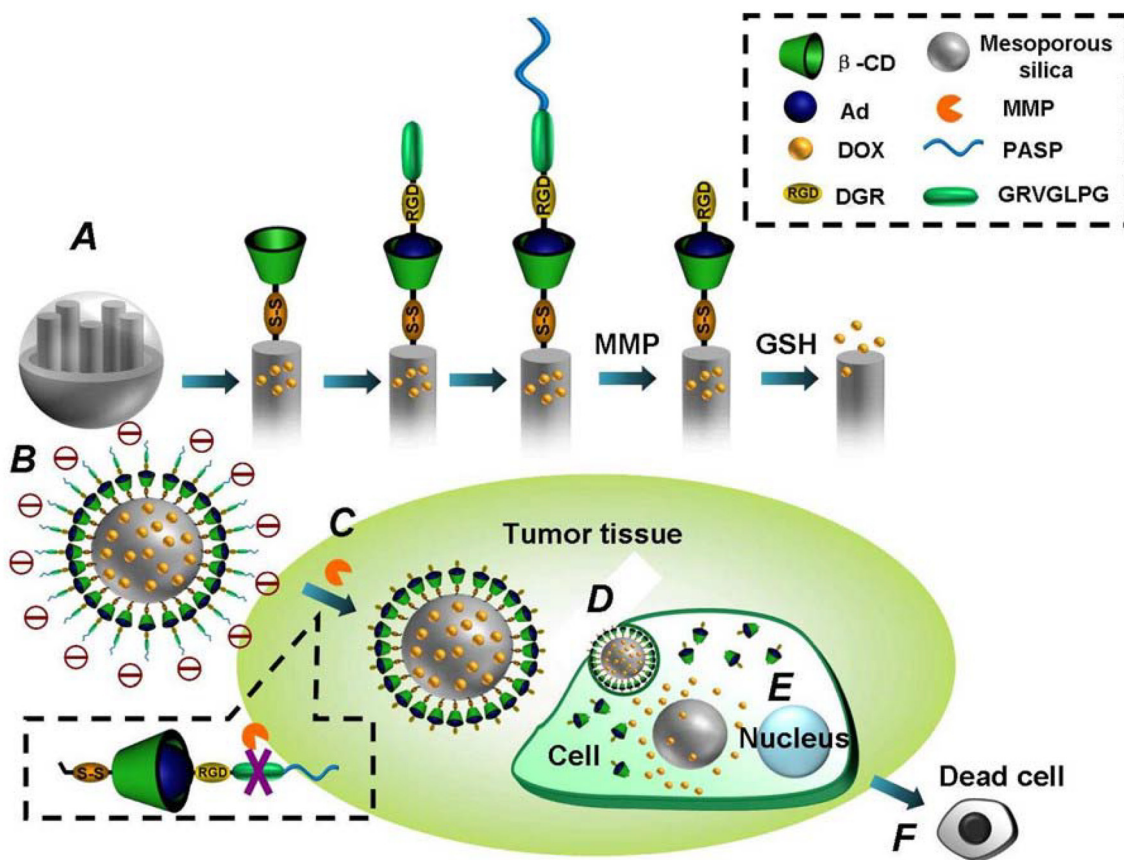 β-CD
Mesoporous
silica
Ad
MMP
DOX
PASP
RGD
DGR
GRVGLPG
A
S-S
RGD
S-S
RGD
S-S
MMP
RGD
S-S
GSH
B
C
Tumor tissue
D
E
Cell
Nucleus
S-S
RGD
Dead cell
F